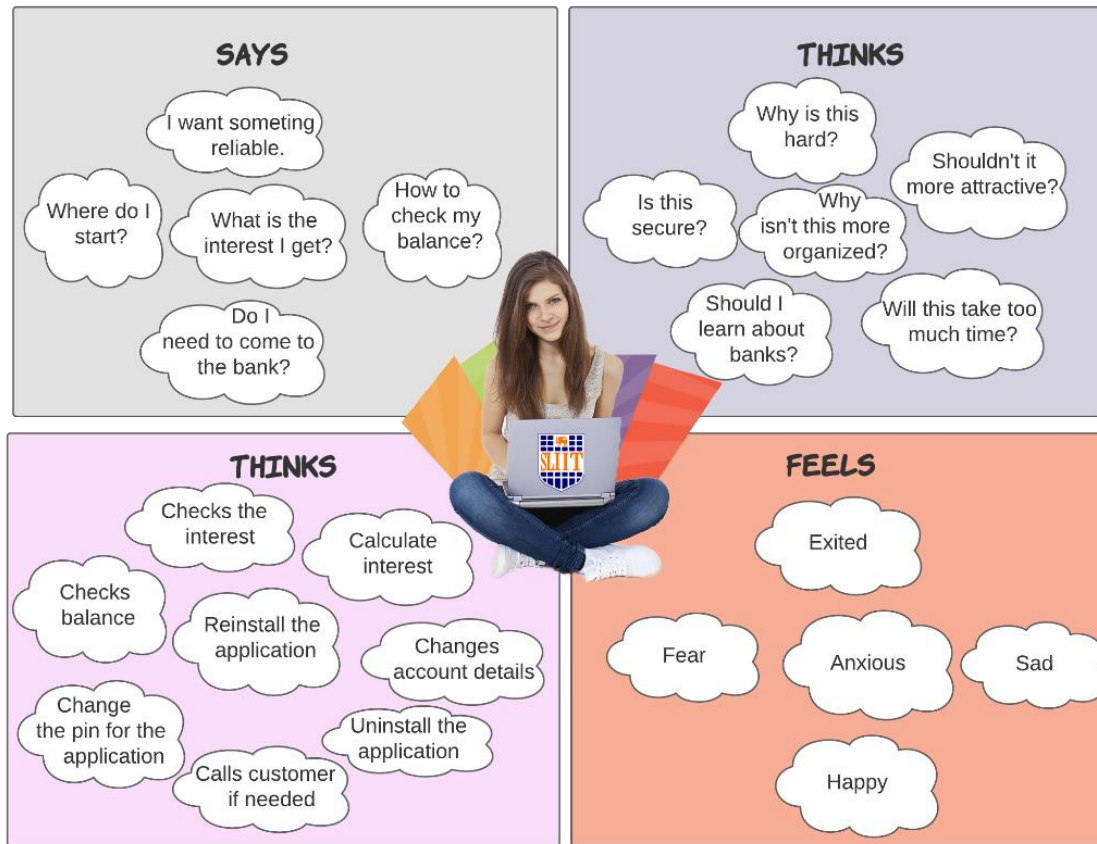 SAYS
I want someting
reliable.
Where do I
start?
What is the
interest I get?
How to
check my
balance?
Do I
need to come to
the bank?
THINKS
Why is this
hard?
Shouldn't it
more attractive?
Is this
secure?
Why
isn't this more
organized?
Should I
learn about
banks?
Will this take too
much time?
SLIIT
THINKS
Checks the
interest
Calculate
interest
Checks
balance
Reinstall the
application
Changes
account details
Change
the pin for the
application
Uninstall the
application
Calls customer
if needed
FEELS
Exited
Fear
Anxious
Sad
Happy